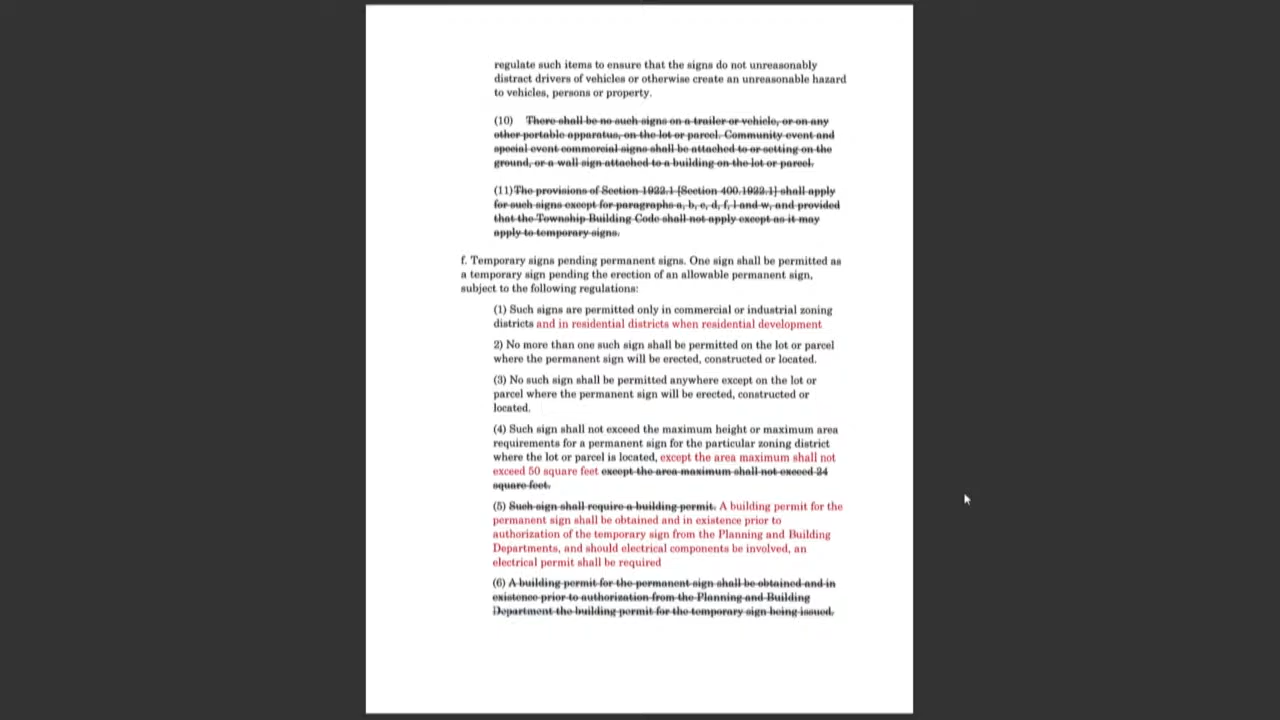 regulate such items to ensure that the signs do not unreasonably
distract drivers of vehicles or otherwise create an unreasonable hazard
to vehicles, persons or property.
(10) There shall be no such signs on a trailer or vehicle, or on any
other portable apparatus, on the lot or parcel. Community event and
special event commercial signs shall be attached to or setting on the
ground, or a wall sign attached to a building on the lot or parcel.
(11)The provisions of Section 1922.1 [Section 400.1922.1] shall apply
for such signs except for paragraphs a, b, c, d, f, l and w, and provided
that the Township Building Code shall not apply except as it may
apply to temporary signs.
f. Temporary signs pending permanent signs. One sign shall be permitted as
a temporary sign pending the erection of an allowable permanent sign,
subject to the following regulations:
(1) Such signs are permitted only in commercial or industrial zoning
districts and in residential districts when residential development
2) No more than one such sign shall be permitted on the lot or parcel
where the permanent sign will be erected, constructed or located.
(3) No such sign shall be permitted anywhere except on the lot or
parcel where the permanent sign will be erected, constructed or
located.
(4) Such sign shall not exceed the maximum height or maximum area
requirements for a permanent sign for the particular zoning district
where the lot or parcel is located, except the area maximum shall not
exceed 50 square feet except the area maximum shall not exceed 24
square feet.
(5) Such sign shall require a building permit. A building permit for the
permanent sign shall be obtained and in existence prior to
authorization of the temporary sign from the Planning and Building
Departments, and should electrical components be involved, an
electrical permit shall be required
(6) A building permit for the permanent sign shall be obtained and in
existence prior to authorization from the Planning and Building
Department the building permit for the temporary sign being issued.